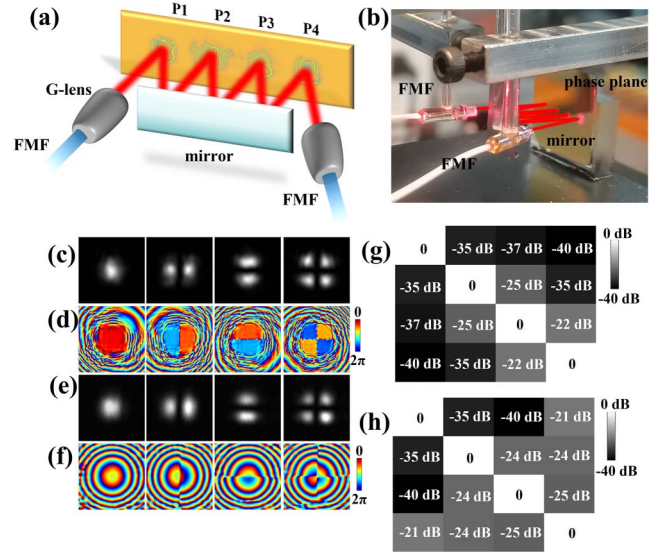 (a)
P1 P2 P3 P4
G-lens
FMF
mirror
FMF
(b)
phase plane
FMF
mirror
FMF
(c)
(d)
0
2π
(e)
(f)
0
2π
(g)
0 -35 dB -37 dB -40 dB
-35 dB 0 -25 dB -35 dB
-37 dB -25 dB 0 -22 dB
-40 dB -35 dB -22 dB 0
0 dB
-40 dB
(h)
0 -35 dB -40 dB -21 dB
-35 dB 0 -24 dB -24 dB
-40 dB -24 dB 0 -25 dB
-21 dB -24 dB -25 dB 0
0 dB
-40 dB